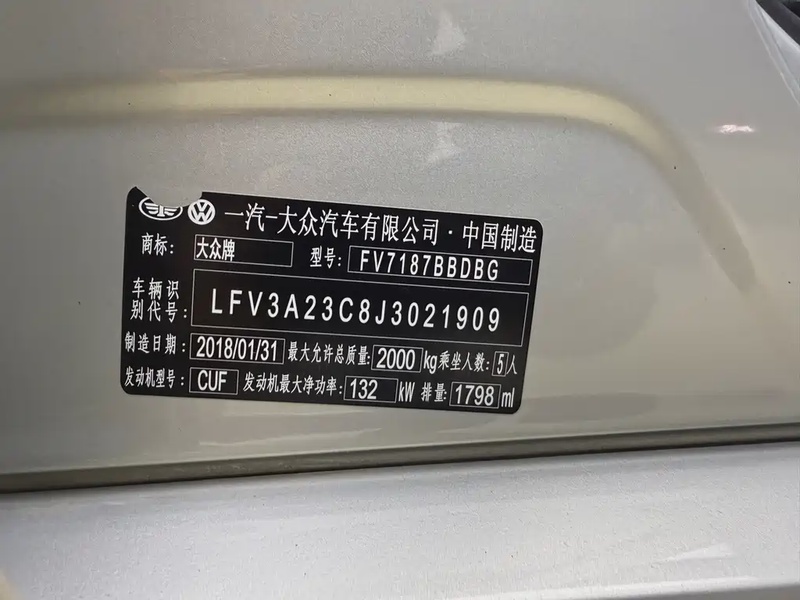 一汽-大众汽车有限公司·中国制造
商标: 大众牌 型号: FV7187BBDBG
车辆识别代号: LFV3A23C8J3021909
制造日期: 2018/01/31 最大允许总质量: 2000 kg 乘坐人数: 5 人
发动机型号: CUF 发动机最大净功率: 132 kW 排量: 1798 ml